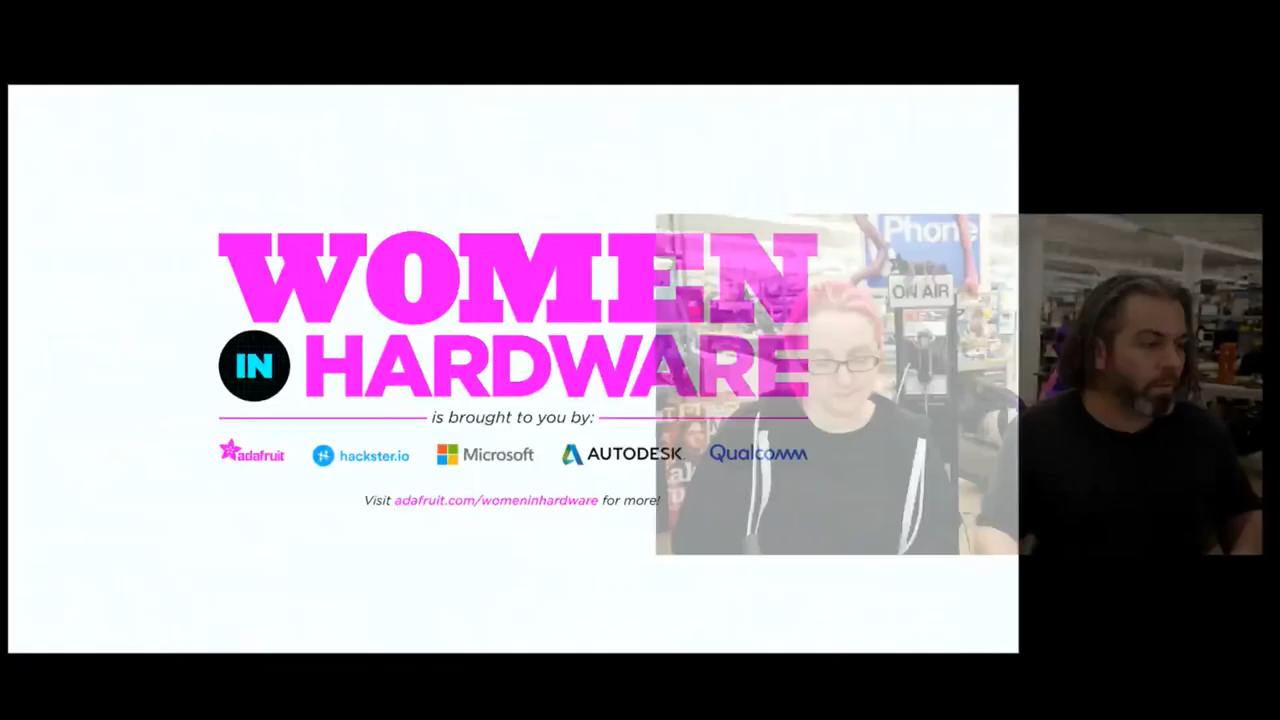 WOMEN
IN HARDWARE
is brought to you by:
adafruit hackster.io Microsoft AUTODESK Qualcomm
Visit adafruit.com/womeninhardware for more!
Phone
ON AIR